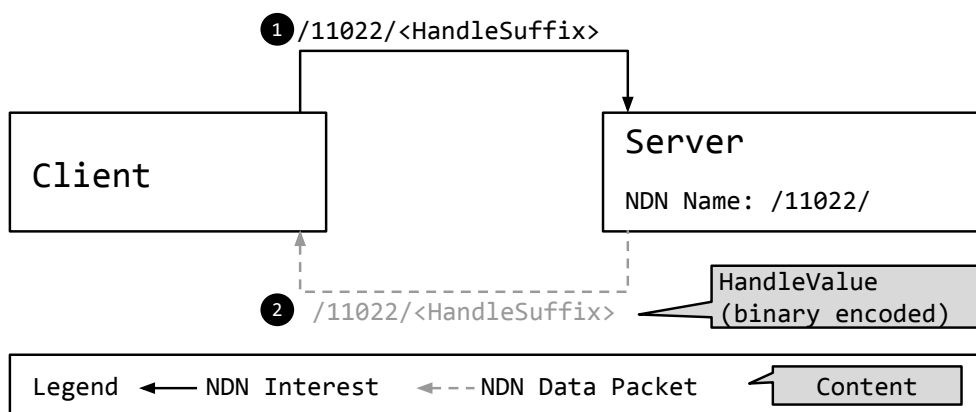 1 /11022/<HandleSuffix>
Client
Server
NDN Name: /11022/
HandleValue
(binary encoded)
2 /11022/<HandleSuffix>
Legend NDN Interest NDN Data Packet Content